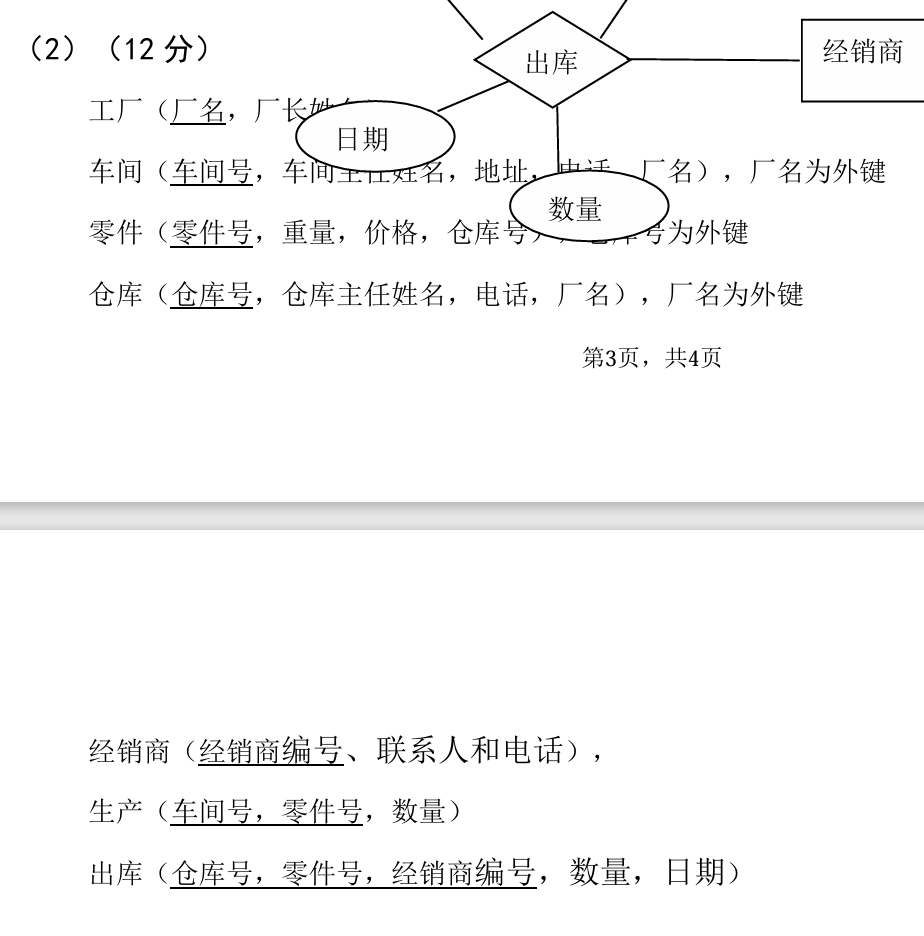 （2）（12 分）
出库
经销商
工厂（厂名，厂长
日期
车间（车间号，车间主任姓名，地址，电话，厂名），厂名为外键
数量
零件（零件号，重量，价格，仓库号），仓库号为外键
仓库（仓库号，仓库主任姓名，电话，厂名），厂名为外键
第3页，共4页
经销商（经销商编号、联系人和电话），
生产（车间号，零件号，数量）
出库（仓库号，零件号，经销商编号，数量，日期）